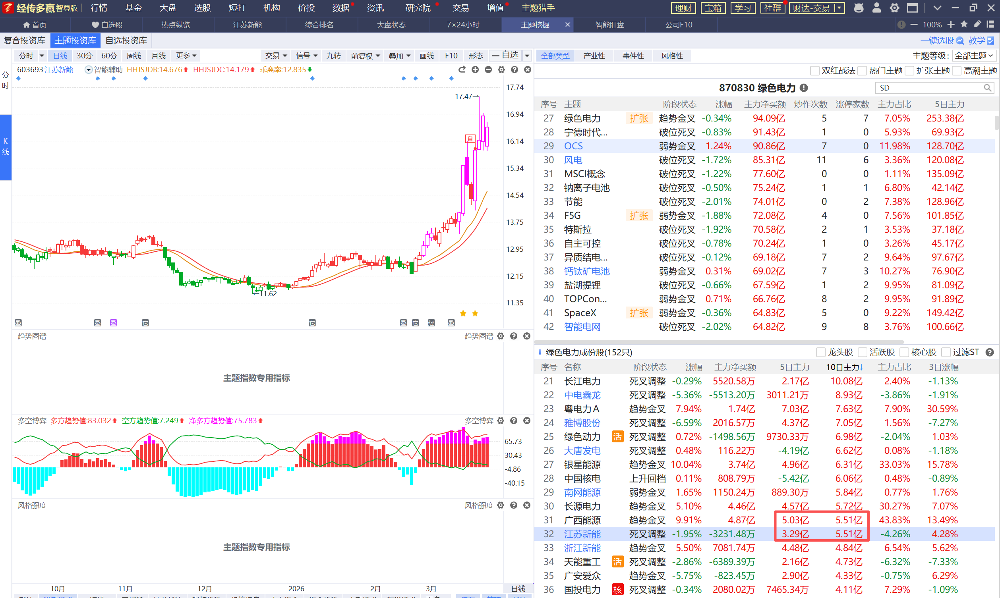 经传多赢 智尊版 行情 基金 大盘 选股 短打 机构 价投 数据 资讯 研究院 交易 增值 主题猎手 理财 宝箱 学习 社群 财达-交易
首页 自选股 热点纵览 江苏新能 综合排名 大盘状态 7×24小时 主题挖掘 智能盯盘 公司F10 100%
复合投资库 主题投资库 自选投资库 一键选股 教学
分时 日线 30分 60分 周线 月线 更多 交易 信号 九转 前复权 叠加 画线 F10 形态 自选
603693 江苏新能 智能辅助 HHJSJDB:14.676 HHJSJDC:14.179 乖离率:12.835
分时
K线
17.74
17.47→
16.94
自
16.14
15.34
14.54
13.75
12.95
12.15
←11.62
11.35
叠 叠 叠 它 它 叠 它 经 叠
趋势图谱 趋势图谱
主题指数专用指标
多空博弈 多方趋势值:83.032 空方趋势值:7.249 净多方趋势值:75.783 多空博弈
65.73
30.43
-4.86
-40.15
风格强度 风格强度
主题指数专用指标
10月 11月 12月 2026 2月 3月 日线
全部类型 产业性 事件性 风格性 主题等级: 全部主题
双红战法 热门主题 扩张主题 高潮主题
870830 绿色电力 SD
序号 主题 阶段状态 涨幅 主力净买额 炒作次数 涨停家数 主力占比 5日主力
27 绿色电力 扩张 趋势金叉 -0.34% 94.09亿 5 7 7.05% 253.38亿
28 宁德时代... 破位死叉 -0.83% 91.43亿 1 0 5.93% 69.93亿
29 OCS 弱势金叉 1.24% 90.86亿 7 0 11.98% 128.70亿
30 风电 破位死叉 -1.72% 85.31亿 11 6 3.36% 120.08亿
31 MSCI概念 破位死叉 -1.22% 77.60亿 0 0 1.11% 135.09亿
32 钠离子电池 破位死叉 -0.50% 75.24亿 1 1 6.80% 42.14亿
33 节能 破位死叉 -2.01% 74.01亿 0 2 7.38% 128.96亿
34 F5G 扩张 弱势金叉 -1.88% 72.08亿 4 0 7.56% 101.85亿
35 特斯拉 破位死叉 -1.92% 70.58亿 2 1 3.53% 37.18亿
36 自主可控 破位死叉 -0.78% 70.24亿 1 0 3.26% 45.17亿
37 异质结电... 破位死叉 -0.12% 69.18亿 7 2 9.64% 97.67亿
38 钙钛矿电池 弱势金叉 0.31% 69.02亿 7 3 10.27% 76.90亿
39 盐湖提锂 破位死叉 -0.66% 67.59亿 1 2 9.95% 81.09亿
40 TOPCon... 弱势金叉 0.71% 66.76亿 8 2 9.95% 91.89亿
41 SpaceX 扩张 弱势金叉 -0.36% 64.83亿 5 0 9.22% 149.42亿
42 智能电网 破位死叉 -2.02% 64.82亿 9 8 3.76% 100.66亿
绿色电力成份股(152只) 龙头股 活跃股 核心股 过滤ST
序号 名称 阶段状态 涨幅 主力净买额 5日主力 10日主力↓ 主力占比 3日涨幅
21 长江电力 死叉调整 -0.29% 5520.58万 2.17亿 10.08亿 2.40% -1.13%
22 中电鑫龙 死叉调整 -5.36% -5513.20万 3011.21万 8.93亿 -3.86% -1.91%
23 粤电力Ａ 趋势金叉 7.94% 1.74亿 7.03亿 7.63亿 7.90% 30.59%
24 雅博股份 死叉调整 -6.59% 2016.57万 4.37亿 7.05亿 1.56% -7.27%
25 绿色动力 活 死叉调整 0.72% -1498.56万 9730.33万 6.98亿 -2.04% 1.03%
26 大唐发电 死叉调整 0.48% 116.22万 -4.19亿 6.62亿 0.08% -1.18%
27 银星能源 趋势金叉 10.04% 3.74亿 4.96亿 6.31亿 33.03% 15.78%
28 中国核电 上升回档 0.11% 808.79万 -5.42亿 6.06亿 0.48% -0.89%
29 南网能源 弱势金叉 1.65% 1150.24万 889.30万 5.84亿 0.77% 1.76%
30 长源电力 趋势金叉 5.10% 4.46亿 4.57亿 5.72亿 30.27% 7.07%
31 广西能源 趋势金叉 9.91% 4.87亿 5.03亿 5.51亿 43.83% 13.49%
32 江苏新能 死叉调整 -1.95% -3231.48万 3.29亿 5.51亿 -4.26% 4.28%
33 浙江新能 趋势金叉 5.50% 7081.74万 4.48亿 4.84亿 6.54% 5.62%
34 天能重工 活 死叉调整 -2.86% -6389.39万 2.16亿 4.73亿 -6.32% -7.33%
35 广安爱众 趋势金叉 -5.75% -823.45万 2.90亿 4.33亿 -0.75% 6.29%
36 国投电力 核 死叉调整 -0.34% 2080.02万 7465.34万 4.11亿 7.29% -1.09%